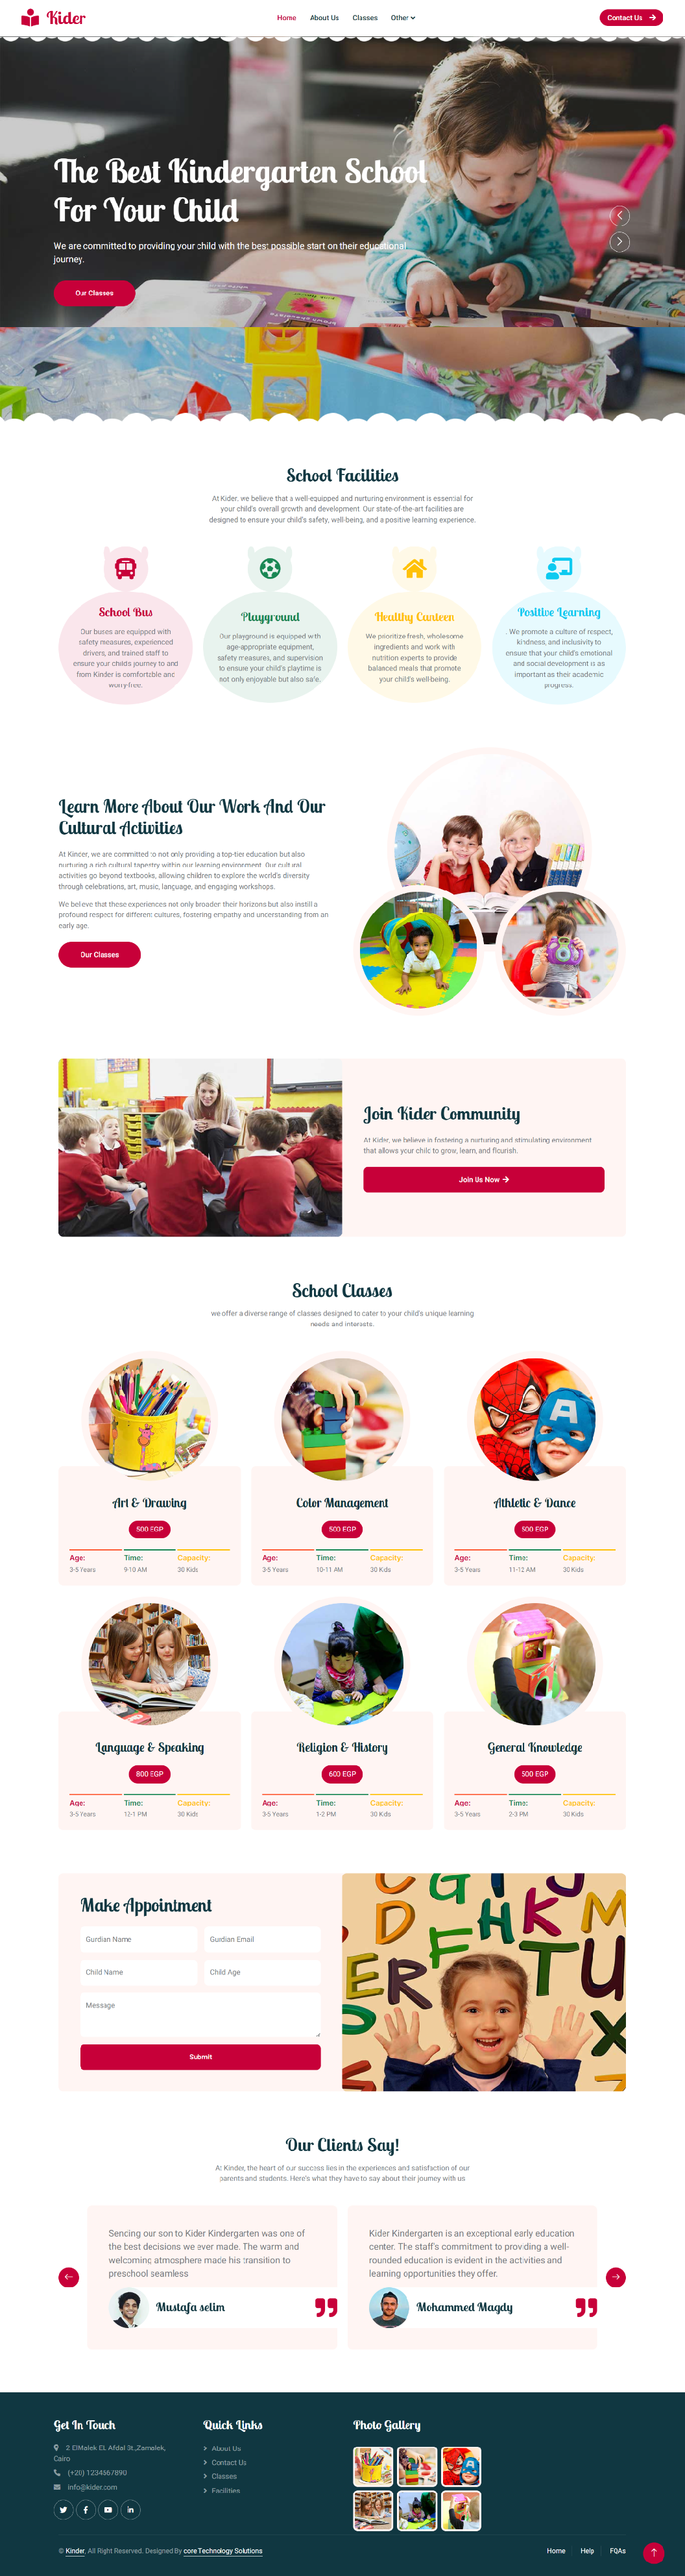 Kider
Home About Us Classes Other
Contact Us
The Best Kindergarten School
For Your Child
We are committed to providing your child with the best possible start on their educational
journey.
Our Classes
School Facilities
At Kider, we believe that a well-equipped and nurturing environment is essential for
your child's overall growth and development. Our state-of-the-art facilities are
designed to ensure your child's safety, well-being, and a positive learning experience.
School Bus
Our buses are equipped with
safety measures, experienced
drivers, and trained staff to
ensure your child's journey to and
from Kinder is comfortable and
worry-free.
Playground
Our playground is equipped with
age-appropriate equipment,
safety measures, and supervision
to ensure your child's playtime is
not only enjoyable but also safe.
Healthy Canteen
We prioritize fresh, wholesome
ingredients and work with
nutrition experts to provide
balanced meals that promote
your child's well-being.
Positive Learning
. We promote a culture of respect,
kindness, and inclusivity to
ensure that your child's emotional
and social development is as
important as their academic
progress.
Learn More About Our Work And Our
Cultural Activities
At Kinder, we are committed to not only providing a top-tier education but also
nurturing a rich cultural tapestry within our learning environment. Our cultural
activities go beyond textbooks, allowing children to explore the world's diversity
through celebrations, art, music, language, and engaging workshops.
We believe that these experiences not only broaden their horizons but also instill a
profound respect for different cultures, fostering empathy and understanding from an
early age.
Our Classes
Join Kider Community
At Kider, we believe in fostering a nurturing and stimulating environment
that allows your child to grow, learn, and flourish.
Join Us Now
School Classes
we offer a diverse range of classes designed to cater to your child's unique learning
needs and interests.
Art & Drawing
500 EGP
Age: Time: Capacity:
3-5 Years 9-10 AM 30 Kids
Color Management
500 EGP
Age: Time: Capacity:
3-5 Years 10-11 AM 30 Kids
Athletic & Dance
500 EGP
Age: Time: Capacity:
3-5 Years 11-12 AM 30 Kids
Language & Speaking
800 EGP
Age: Time: Capacity:
3-5 Years 12-1 PM 30 Kids
Religion & History
600 EGP
Age: Time: Capacity:
3-5 Years 1-2 PM 30 Kids
General Knowledge
500 EGP
Age: Time: Capacity:
3-5 Years 2-3 PM 30 Kids
Make Appointment
Gurdian Name Gurdian Email
Child Name Child Age
Message
Submit
Our Clients Say!
At Kinder, the heart of our success lies in the experiences and satisfaction of our
parents and students. Here's what they have to say about their journey with us
Sending our son to Kider Kindergarten was one of
the best decisions we ever made. The warm and
welcoming atmosphere made his transition to
preschool seamless
Mustafa selim
Kider Kindergarten is an exceptional early education
center. The staff's commitment to providing a well-
rounded education is evident in the activities and
learning opportunities they offer.
Mohammed Magdy
Get In Touch
2 ElMalek EL Afdal St.,Zamalek,
Cairo
(+20) 1234567890
info@kider.com
Quick Links
About Us
Contact Us
Classes
Facilities
Photo Gallery
© Kinder, All Right Reserved. Designed By core Technology Solutions
Home Help FQAs